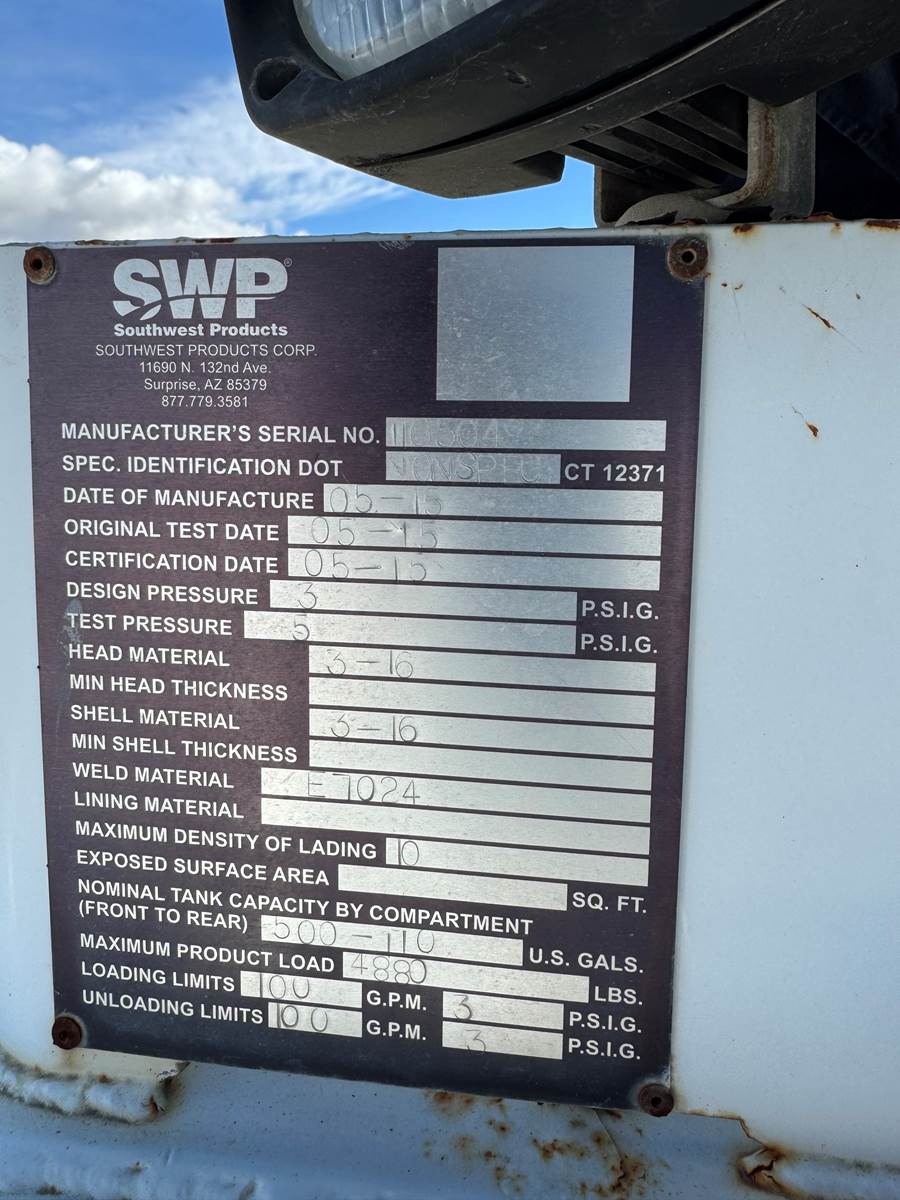 SWP®
Southwest Products
SOUTHWEST PRODUCTS CORP.
11690 N. 132nd Ave.
Surprise, AZ 85379
877.779.3581
MANUFACTURER'S SERIAL NO.
SPEC. IDENTIFICATION DOT CT 12371
DATE OF MANUFACTURE 05-15
ORIGINAL TEST DATE 05-15
CERTIFICATION DATE 05-15
DESIGN PRESSURE 3 P.S.I.G.
TEST PRESSURE 5 P.S.I.G.
HEAD MATERIAL 3-16
MIN HEAD THICKNESS
SHELL MATERIAL 3-16
MIN SHELL THICKNESS
WELD MATERIAL E7024
LINING MATERIAL
MAXIMUM DENSITY OF LADING 10
EXPOSED SURFACE AREA SQ. FT.
NOMINAL TANK CAPACITY BY COMPARTMENT
(FRONT TO REAR) 500-110 U.S. GALS.
MAXIMUM PRODUCT LOAD 4880 LBS.
LOADING LIMITS 100 G.P.M. 3 P.S.I.G.
UNLOADING LIMITS 100 G.P.M. 3 P.S.I.G.